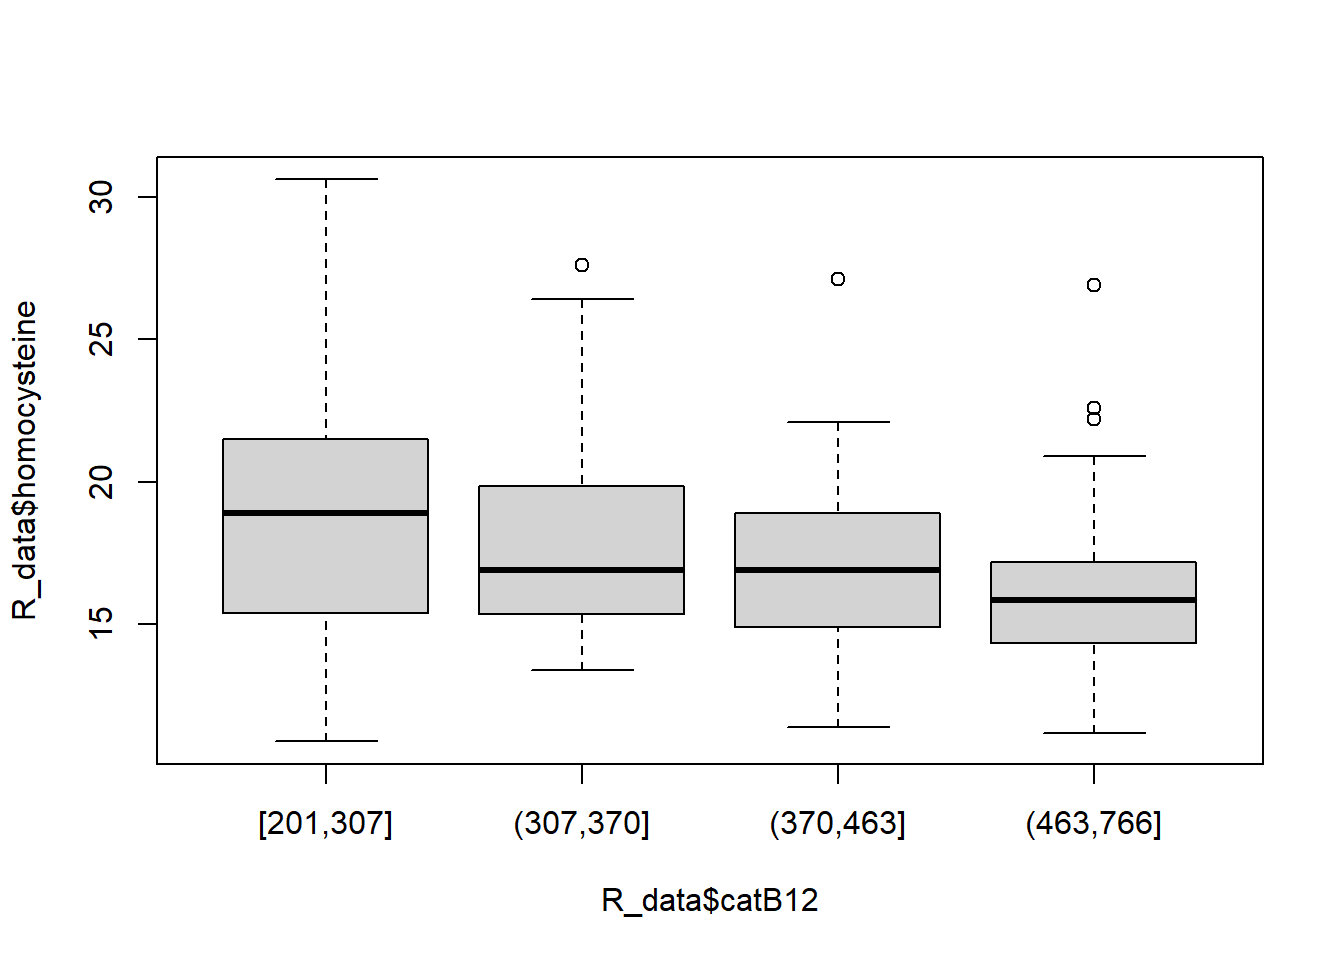 R_data$homocysteine
30
25
20
15
[201,307] (307,370] (370,463] (463,766]
R_data$catB12